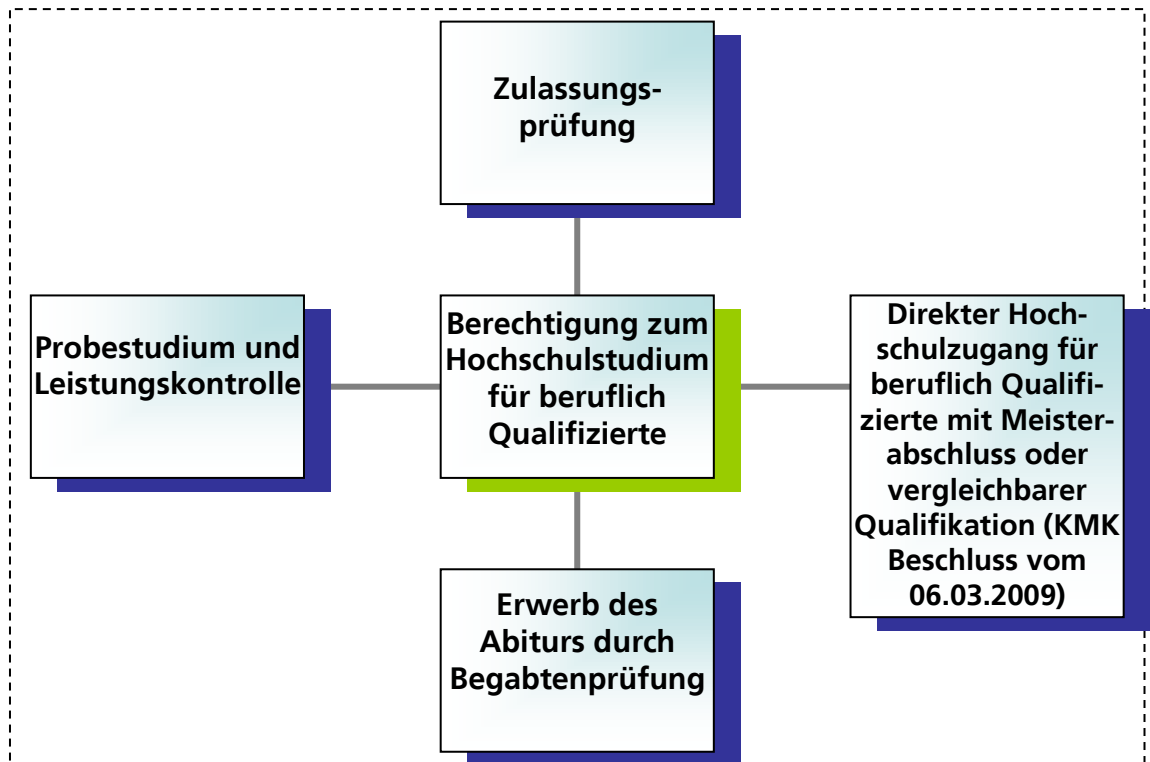 Zulassungs-
prüfung
Probestudium und
Leistungskontrolle
Berechtigung zum
Hochschulstudium
für beruflich
Qualifizierte
Direkter Hoch-
schulzugang für
beruflich Qualifi-
zierte mit Meister-
abschluss oder
vergleichbarer
Qualifikation (KMK
Beschluss vom
06.03.2009)
Erwerb des
Abiturs durch
Begabtenprüfung